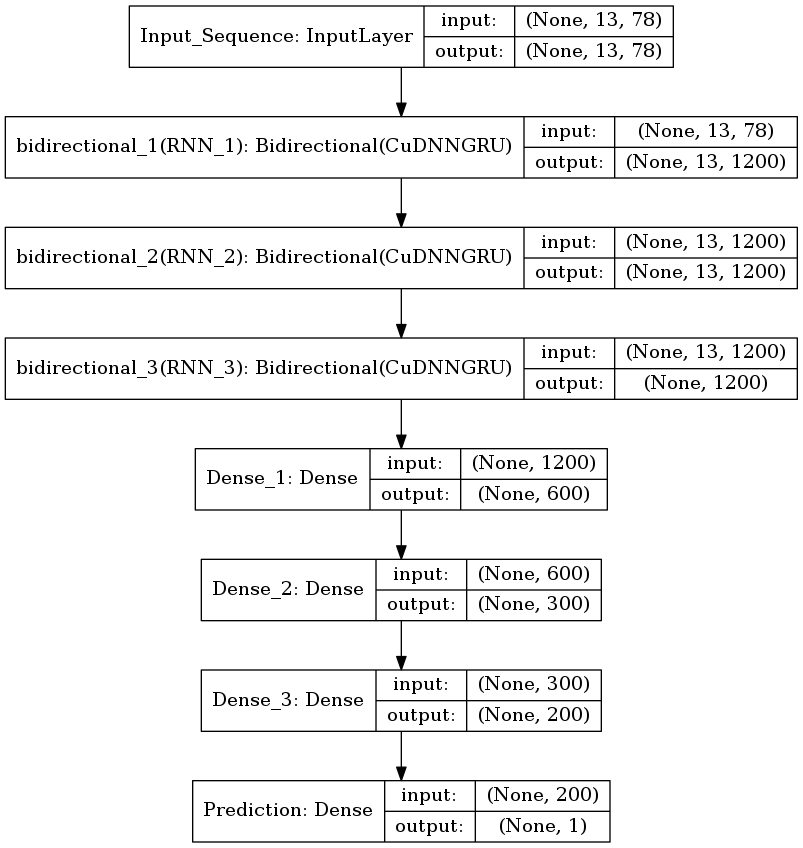 Input_Sequence: InputLayer
input: (None, 13, 78)
output: (None, 13, 78)
bidirectional_1(RNN_1): Bidirectional(CuDNNGRU)
input: (None, 13, 78)
output: (None, 13, 1200)
bidirectional_2(RNN_2): Bidirectional(CuDNNGRU)
input: (None, 13, 1200)
output: (None, 13, 1200)
bidirectional_3(RNN_3): Bidirectional(CuDNNGRU)
input: (None, 13, 1200)
output: (None, 1200)
Dense_1: Dense
input: (None, 1200)
output: (None, 600)
Dense_2: Dense
input: (None, 600)
output: (None, 300)
Dense_3: Dense
input: (None, 300)
output: (None, 200)
Prediction: Dense
input: (None, 200)
output: (None, 1)